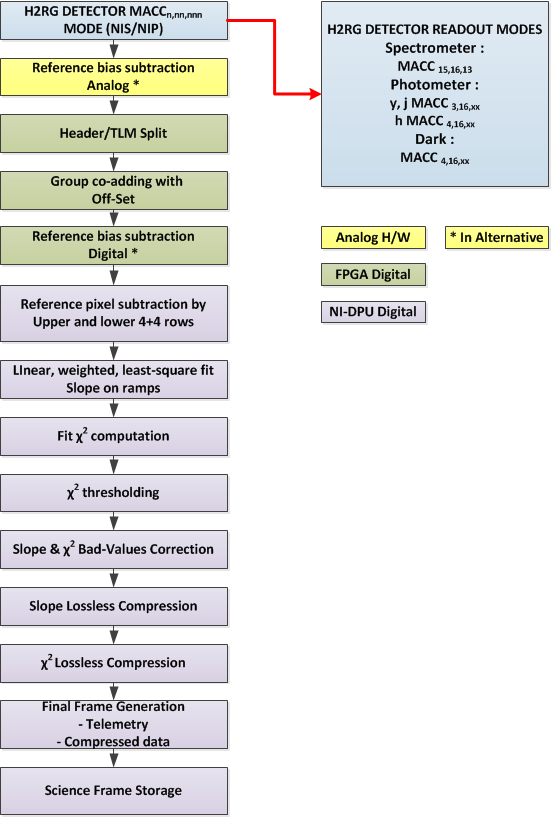 H2RG DETECTOR MACCn,nn,nnn
MODE (NIS/NIP)
Reference bias subtraction
Analog *
Header/TLM Split
Group co-adding with
Off-Set
Reference bias subtraction
Digital *
Reference pixel subtraction by
Upper and lower 4+4 rows
LInear, weighted, least-square fit
Slope on ramps
Fit χ2 computation
χ2 thresholding
Slope & χ2 Bad-Values Correction
Slope Lossless Compression
χ2 Lossless Compression
Final Frame Generation
- Telemetry
- Compressed data
Science Frame Storage
H2RG DETECTOR READOUT MODES
Spectrometer :
MACC 15,16,13
Photometer :
y, j MACC 3,16,xx
h MACC 4,16,xx
Dark :
MACC 4,16,xx
Analog H/W
* In Alternative
FPGA Digital
NI-DPU Digital